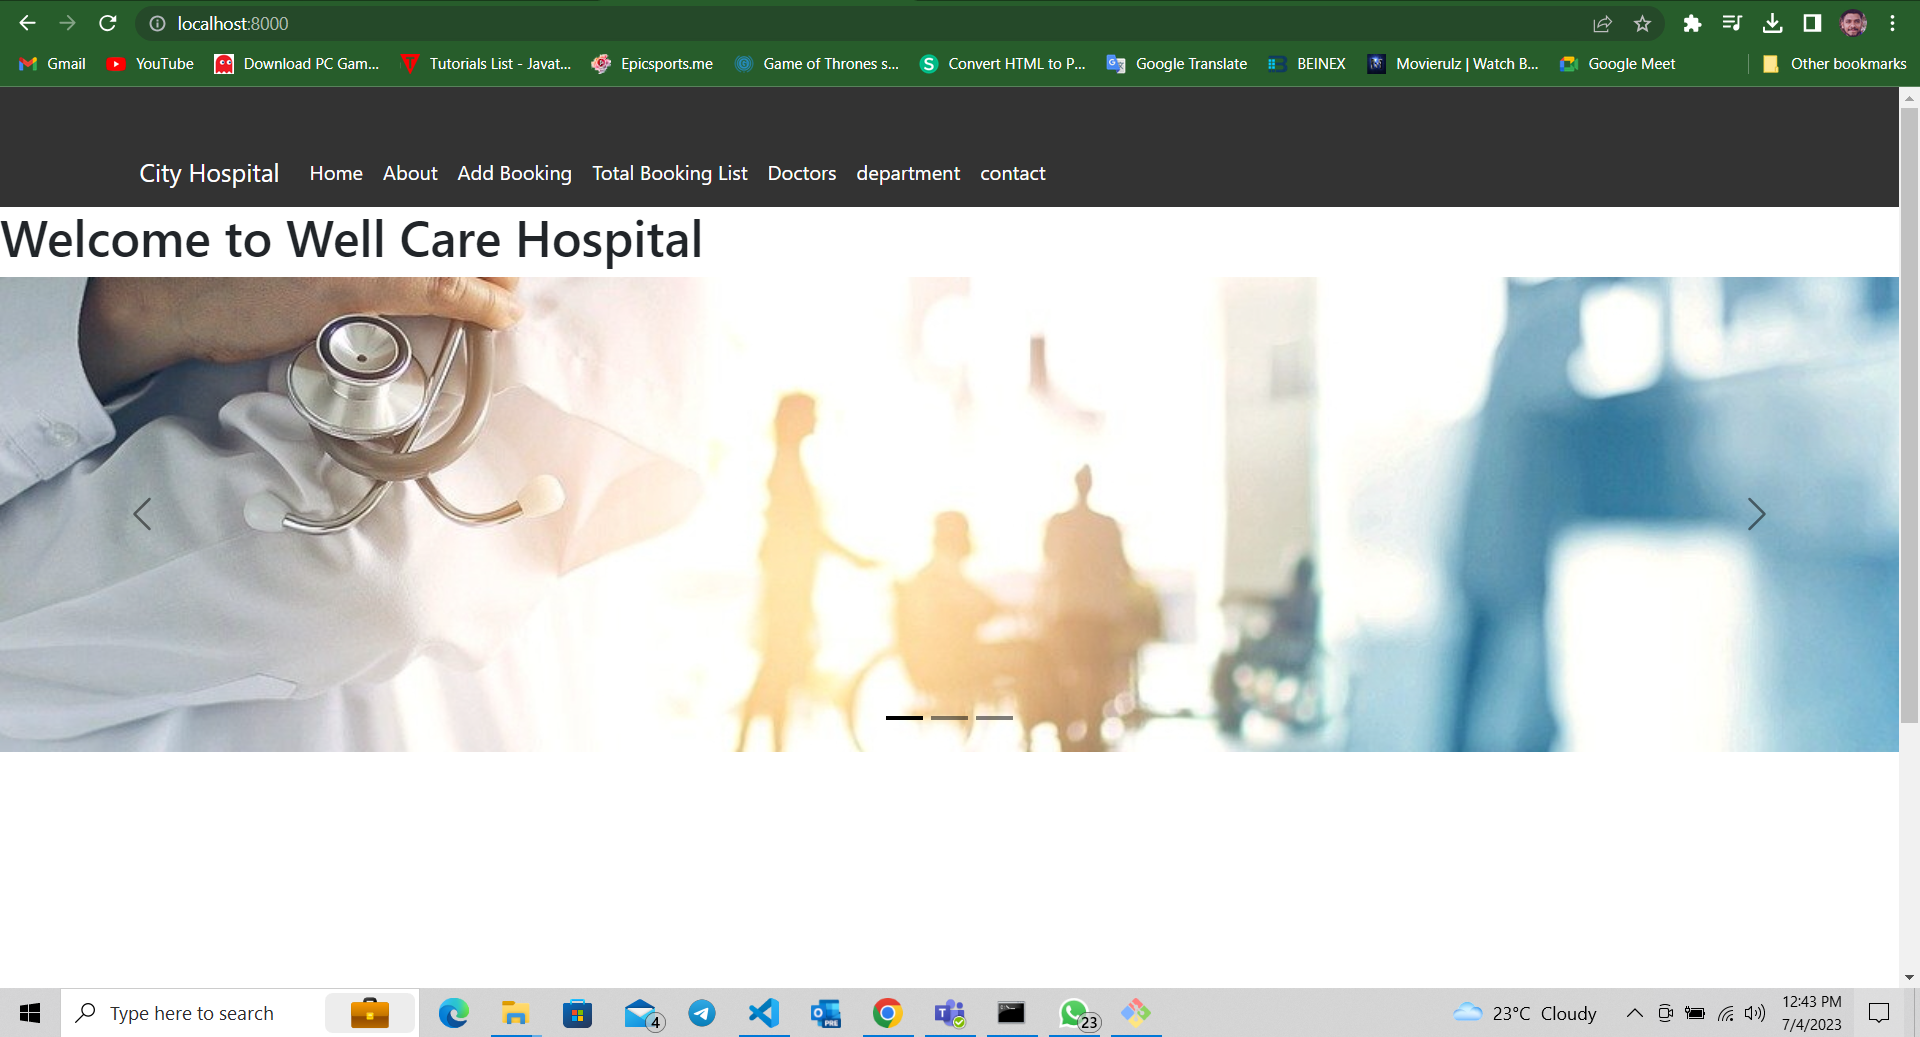 localhost:8000
Gmail YouTube Download PC Gam... Tutorials List - Javat... Epicsports.me Game of Thrones s... Convert HTML to P... Google Translate BEINEX Movierulz | Watch B... Google Meet Other bookmarks
City Hospital Home About Add Booking Total Booking List Doctors department contact
Welcome to Well Care Hospital
Type here to search 4 23 23°C Cloudy 12:43 PM
7/4/2023